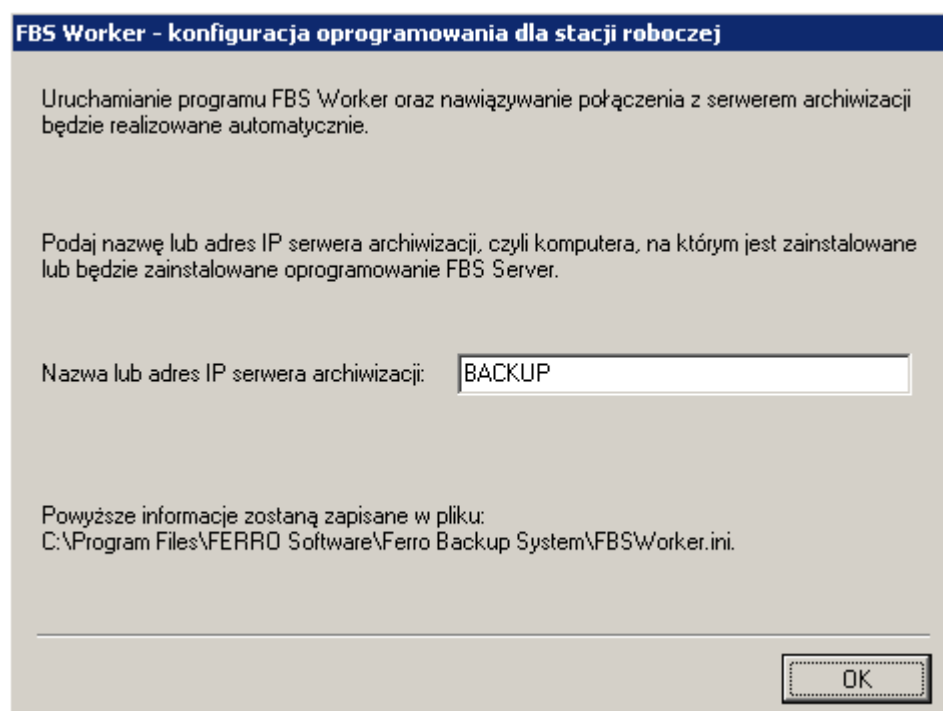 FBS Worker - konfiguracja oprogramowania dla stacji roboczej
Uruchamianie programu FBS Worker oraz nawiązywanie połączenia z serwerem archiwizacji
będzie realizowane automatycznie.
Podaj nazwę lub adres IP serwera archiwizacji, czyli komputera, na którym jest zainstalowane
lub będzie zainstalowane oprogramowanie FBS Server.
Nazwa lub adres IP serwera archiwizacji: BACKUP
Powyższe informacje zostaną zapisane w pliku:
C:\Program Files\FERRO Software\Ferro Backup System\FBSWorker.ini.
OK